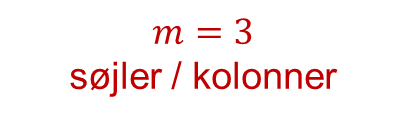 m = 3
søjler / kolonner